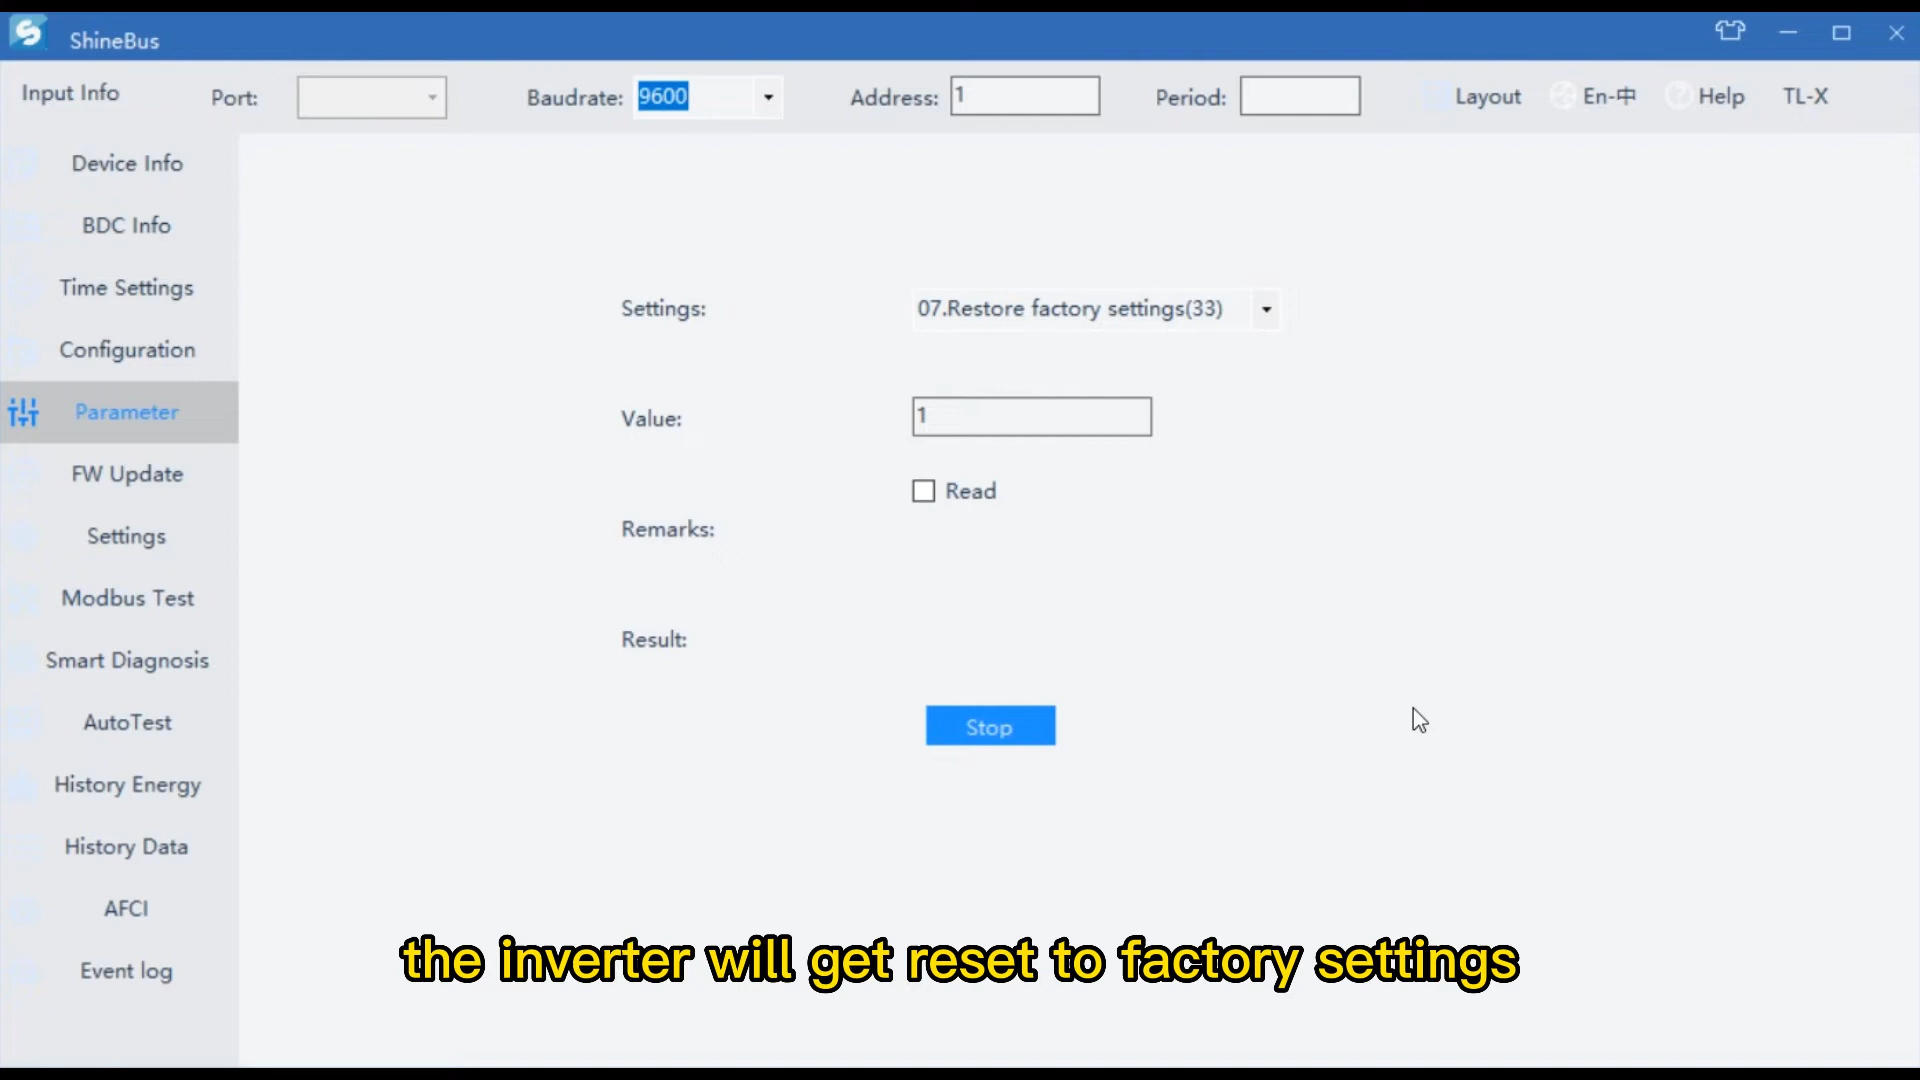 ShineBus
Input Info
Port:
Baudrate: 9600
Address: 1
Period:
Layout
En-中
Help
TL-X
Device Info
BDC Info
Time Settings
Configuration
Parameter
FW Update
Settings
Modbus Test
Smart Diagnosis
AutoTest
History Energy
History Data
AFCI
Event log
Settings: 07.Restore factory settings(33)
Value: 1
Read
Remarks:
Result:
Stop
the inverter will get reset to factory settings